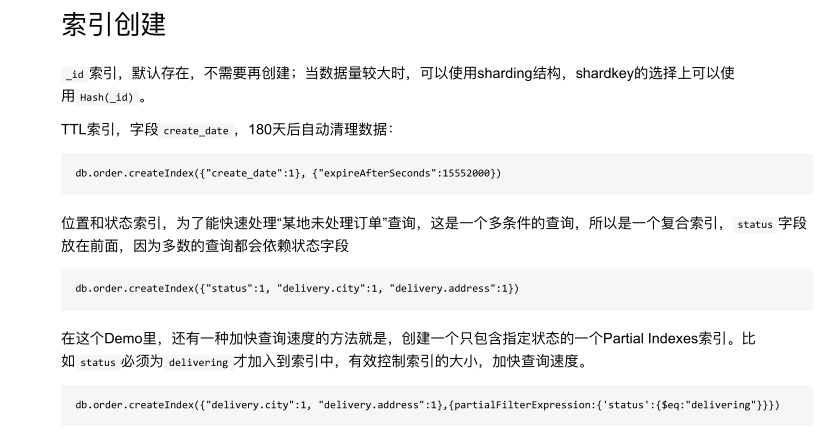 索引创建
_id 索引，默认存在，不需要再创建；当数据量较大时，可以使用sharding结构，shardkey的选择上可以使
用 Hash(_id) 。
TTL索引，字段 create_date ，180天后自动清理数据：
db.order.createIndex({"create_date":1}, {"expireAfterSeconds":15552000})
位置和状态索引，为了能快速处理“某地未处理订单”查询，这是一个多条件的查询，所以是一个复合索引， status 字段
放在前面，因为多数的查询都会依赖状态字段
db.order.createIndex({"status":1, "delivery.city":1, "delivery.address":1})
在这个Demo里，还有一种加快查询速度的方法就是，创建一个只包含指定状态的一个Partial Indexes索引。比
如 status 必须为 delivering 才加入到索引中，有效控制索引的大小，加快查询速度。
db.order.createIndex({"delivery.city":1, "delivery.address":1},{partialFilterExpression:{'status':{$eq:"delivering"}}})